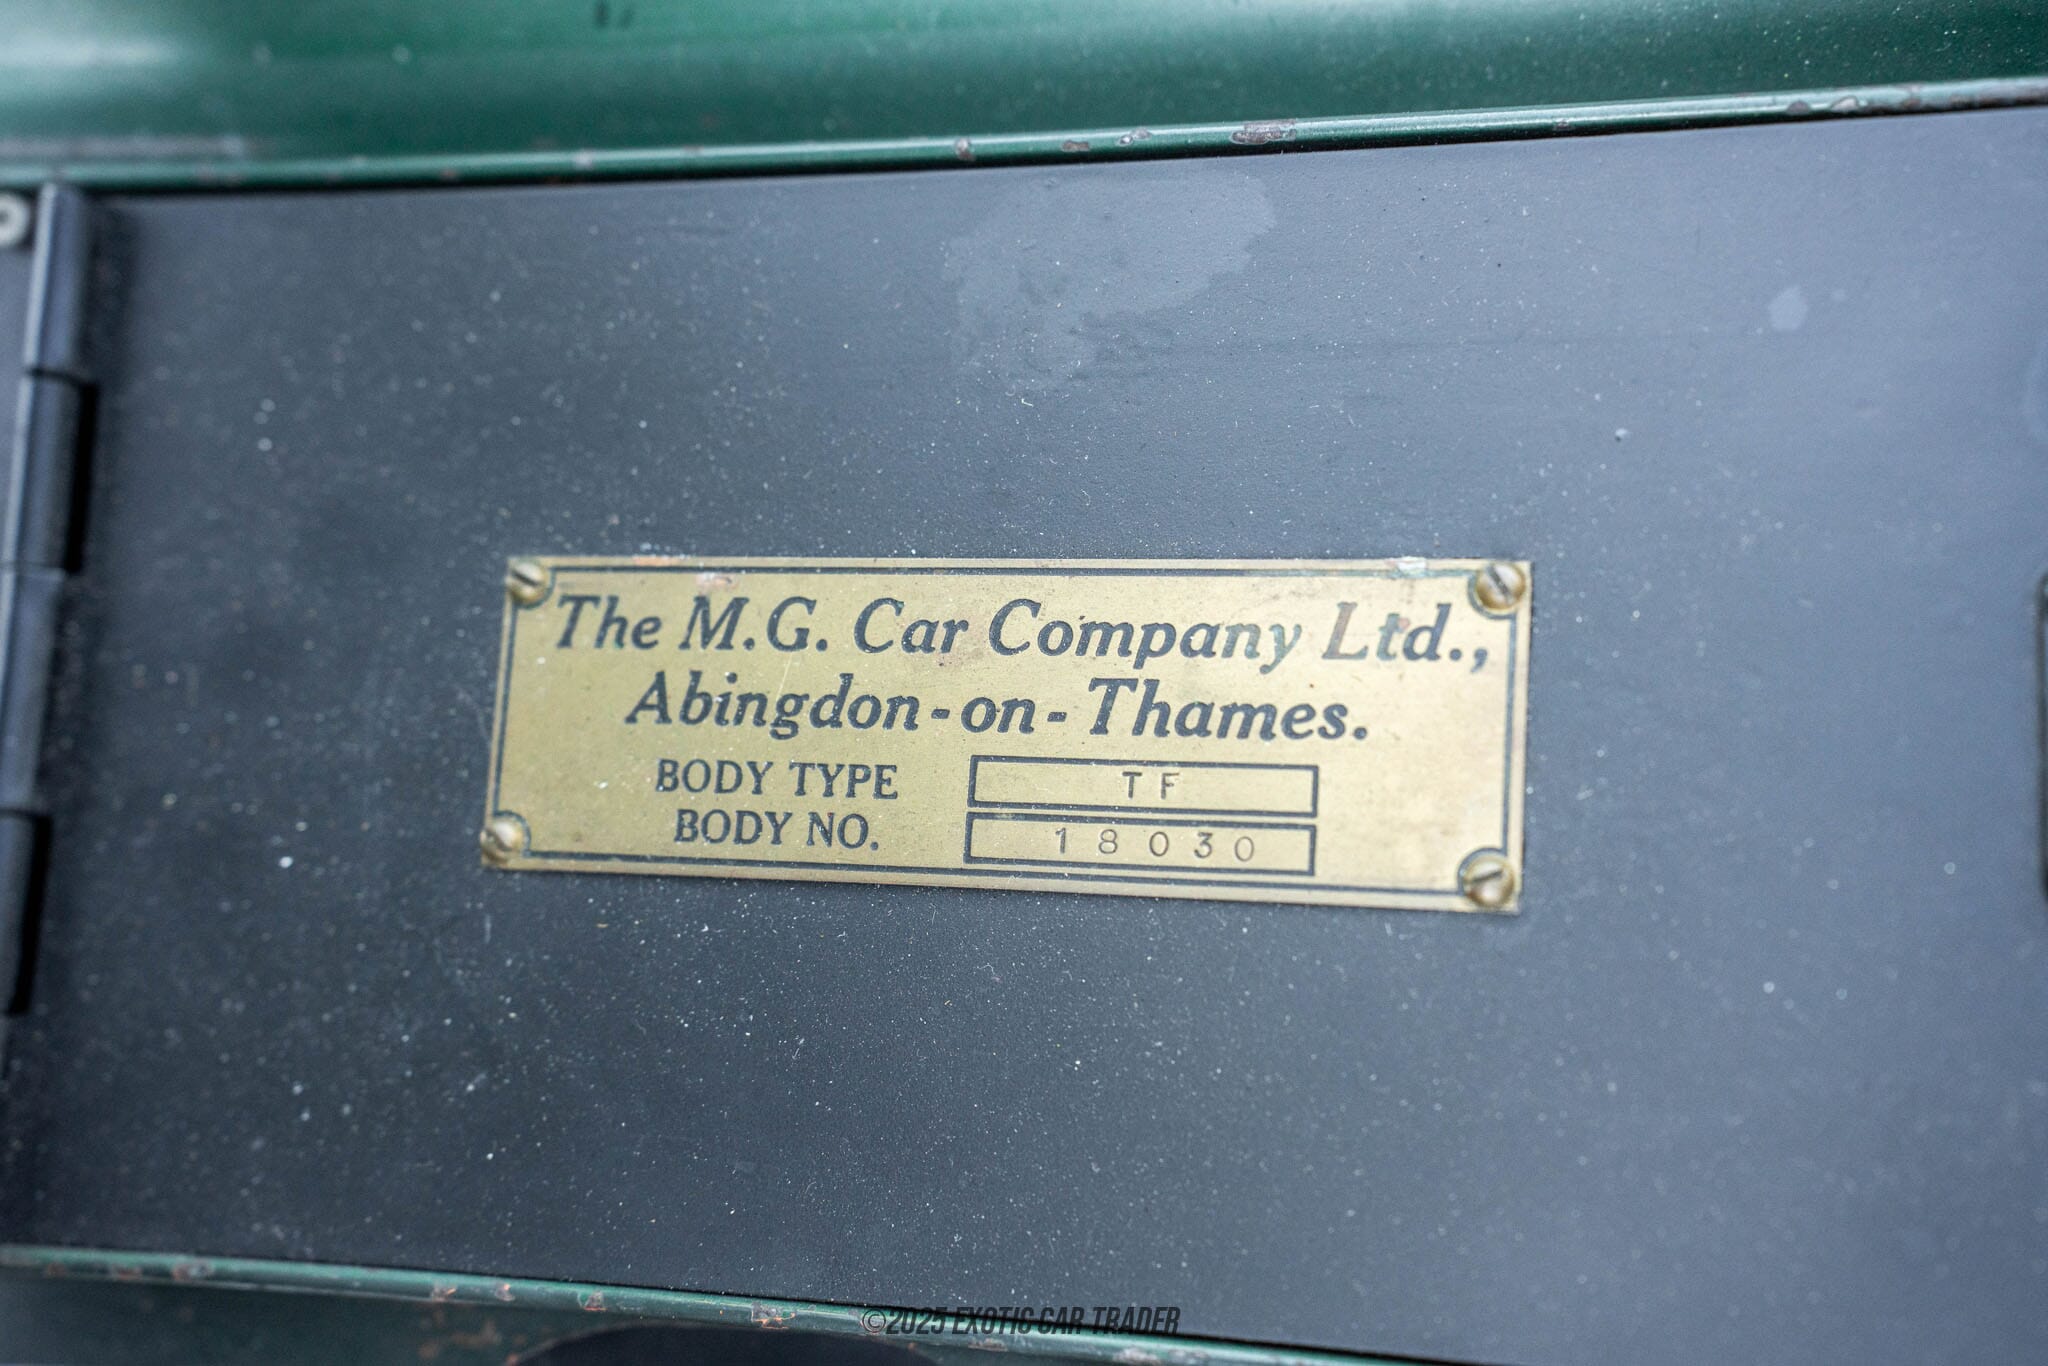 The M.G. Car Company Ltd.,
Abingdon-on-Thames.
BODY TYPE TF
BODY NO. 18030
©2025 EXOTIC CAR TRADER